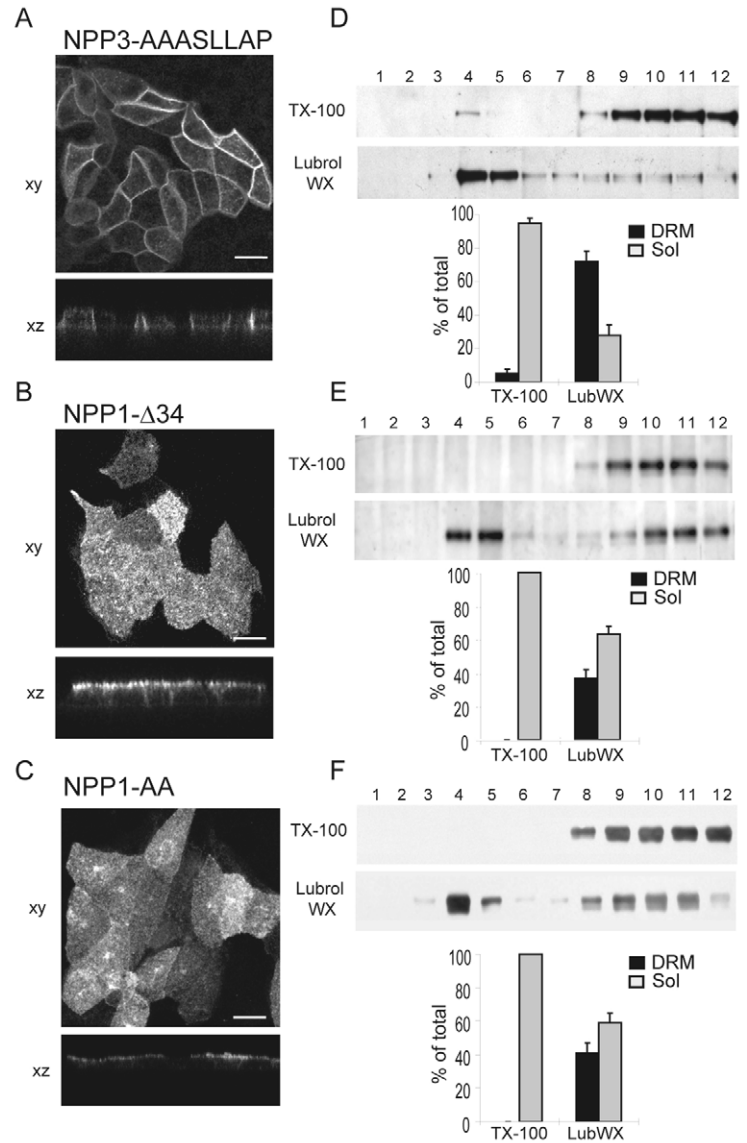 A
NPP3-AAASLLAP
xy
xz
D
1 2 3 4 5 6 7 8 9 10 11 12
TX-100
Lubrol
WX
100
80
60
40
20
0
% of total
DRM
Sol
TX-100 LubWX
B
NPP1-Δ34
xy
xz
E
1 2 3 4 5 6 7 8 9 10 11 12
TX-100
Lubrol
WX
100
80
60
40
20
0
% of total
DRM
Sol
TX-100 LubWX
C
NPP1-AA
xy
xz
F
1 2 3 4 5 6 7 8 9 10 11 12
TX-100
Lubrol
WX
100
80
60
40
20
0
% of total
DRM
Sol
TX-100 LubWX